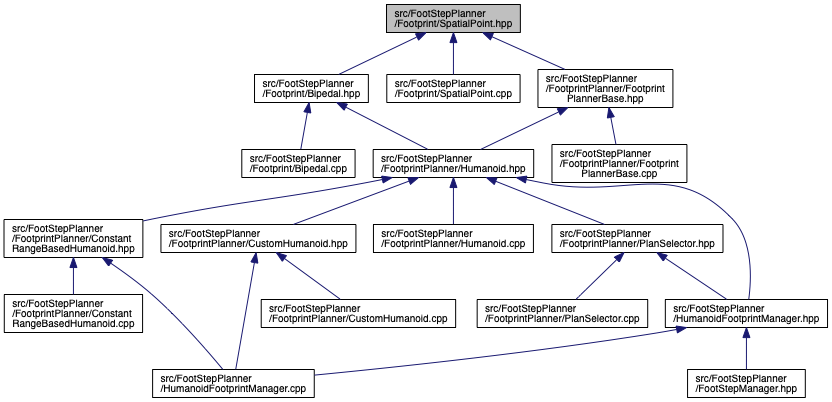 src/FootStepPlanner
/Footprint/SpatialPoint.hpp
src/FootStepPlanner
/Footprint/Bipedal.hpp
src/FootStepPlanner
/Footprint/SpatialPoint.cpp
src/FootStepPlanner
/FootprintPlanner/Footprint
PlannerBase.hpp
src/FootStepPlanner
/Footprint/Bipedal.cpp
src/FootStepPlanner
/FootprintPlanner/Humanoid.hpp
src/FootStepPlanner
/FootprintPlanner/Footprint
PlannerBase.cpp
src/FootStepPlanner
/FootprintPlanner/Constant
RangeBasedHumanoid.hpp
src/FootStepPlanner
/FootprintPlanner/CustomHumanoid.hpp
src/FootStepPlanner
/FootprintPlanner/Humanoid.cpp
src/FootStepPlanner
/FootprintPlanner/PlanSelector.hpp
src/FootStepPlanner
/FootprintPlanner/Constant
RangeBasedHumanoid.cpp
src/FootStepPlanner
/FootprintPlanner/CustomHumanoid.cpp
src/FootStepPlanner
/FootprintPlanner/PlanSelector.cpp
src/FootStepPlanner
/HumanoidFootprintManager.hpp
src/FootStepPlanner
/HumanoidFootprintManager.cpp
src/FootStepPlanner
/FootStepManager.hpp